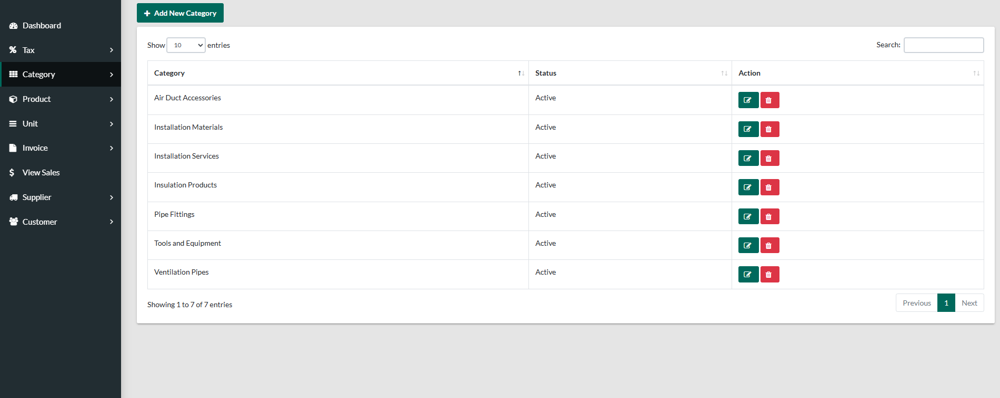 Dashboard
Tax
Category
Product
Unit
Invoice
View Sales
Supplier
Customer
Add New Category
Show 10 entries
Search:
Category Status Action
Air Duct Accessories Active
Installation Materials Active
Installation Services Active
Insulation Products Active
Pipe Fittings Active
Tools and Equipment Active
Ventilation Pipes Active
Showing 1 to 7 of 7 entries
Previous 1 Next